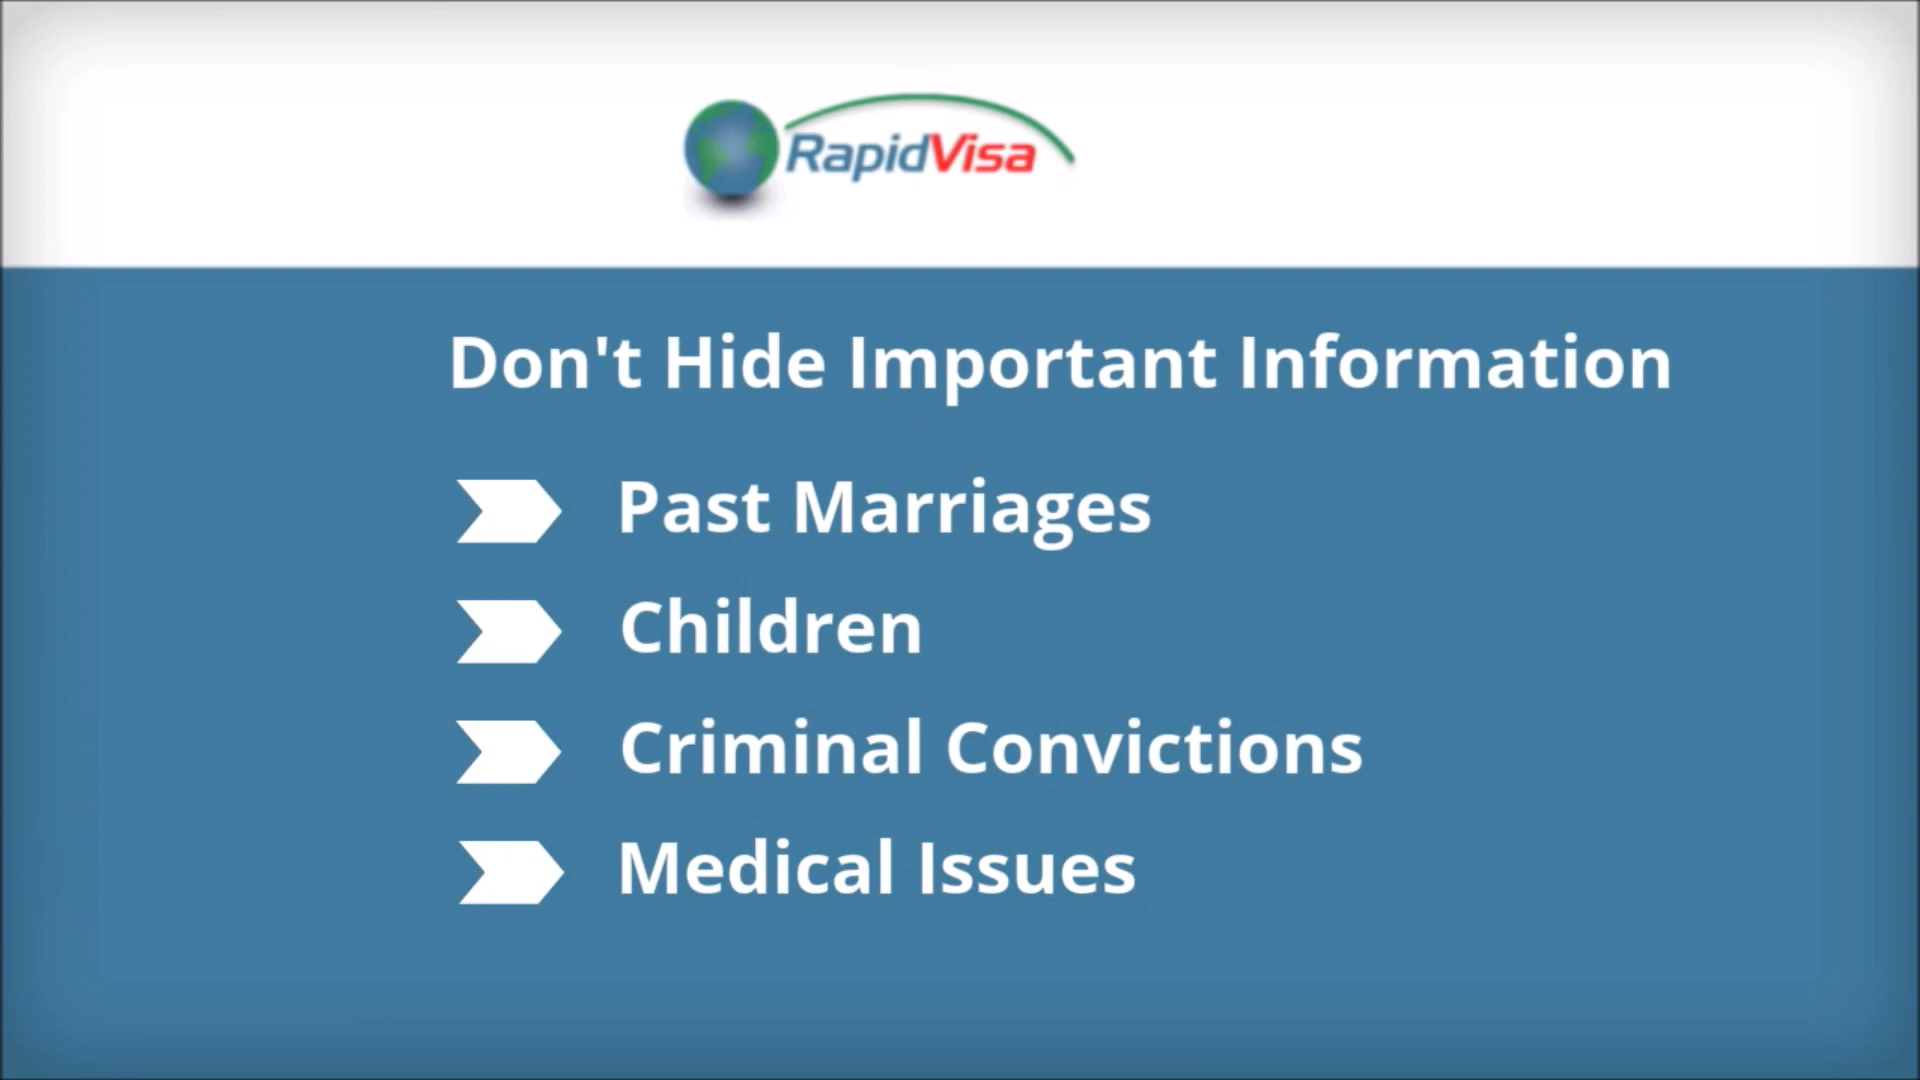 RapidVisa
Don't Hide Important Information
Past Marriages
Children
Criminal Convictions
Medical Issues